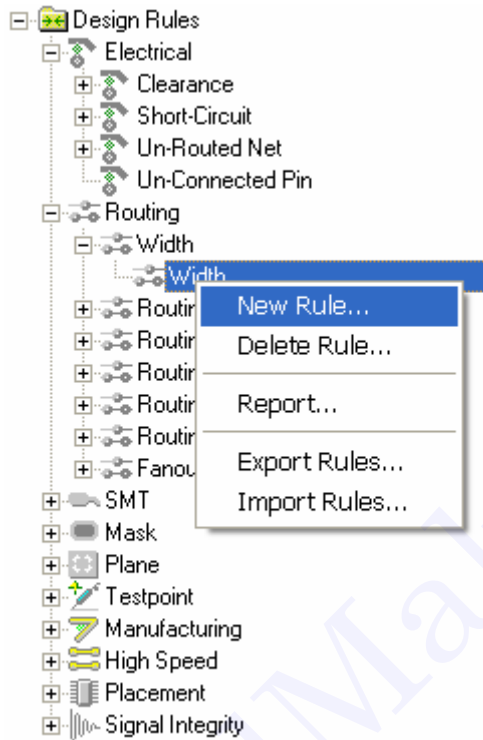 Design Rules
Electrical
Clearance
Short-Circuit
Un-Routed Net
Un-Connected Pin
Routing
Width
Width
New Rule...
Delete Rule...
Report...
Export Rules...
Import Rules...
SMT
Mask
Plane
Testpoint
Manufacturing
High Speed
Placement
Signal Integrity